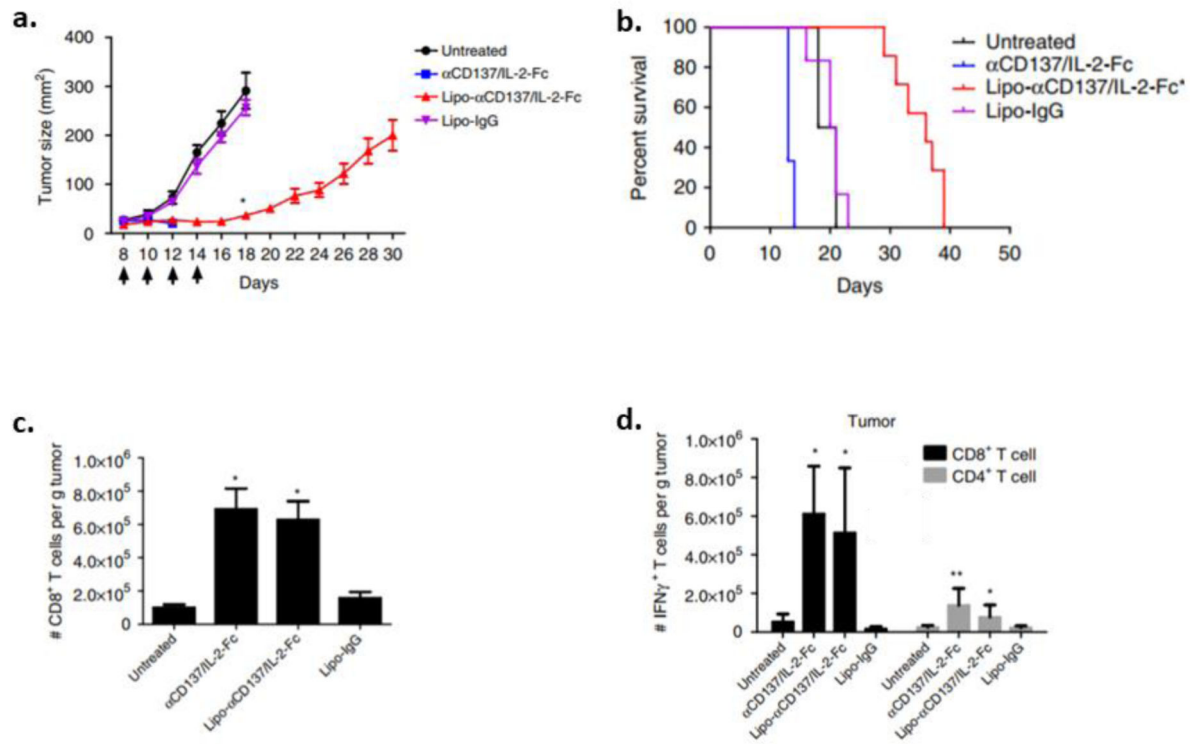 a.
400
300
200
100
0
Tumor size (mm²)
8 10 12 14 16 18 20 22 24 26 28 30
Days
*
Untreated
αCD137/IL-2-Fc
Lipo-αCD137/IL-2-Fc
Lipo-IgG
b.
100
80
60
40
20
0
Percent survival
0 10 20 30 40 50
Days
Untreated
αCD137/IL-2-Fc
Lipo-αCD137/IL-2-Fc*
Lipo-IgG
c.
1.0×10⁶
8.0×10⁵
6.0×10⁵
4.0×10⁵
2.0×10⁵
0
# CD8⁺ T cells per g tumor
* *
Untreated
αCD137/IL-2-Fc
Lipo-αCD137/IL-2-Fc
Lipo-IgG
d.
Tumor
1.0×10⁶
8.0×10⁵
6.0×10⁵
4.0×10⁵
2.0×10⁵
0
# IFNγ⁺ T cells per g tumor
* *
** *
CD8⁺ T cell
CD4⁺ T cell
Untreated
αCD137/IL-2-Fc
Lipo-αCD137/IL-2-Fc
Lipo-IgG
Untreated
αCD137/IL-2-Fc
Lipo-αCD137/IL-2-Fc
Lipo-IgG